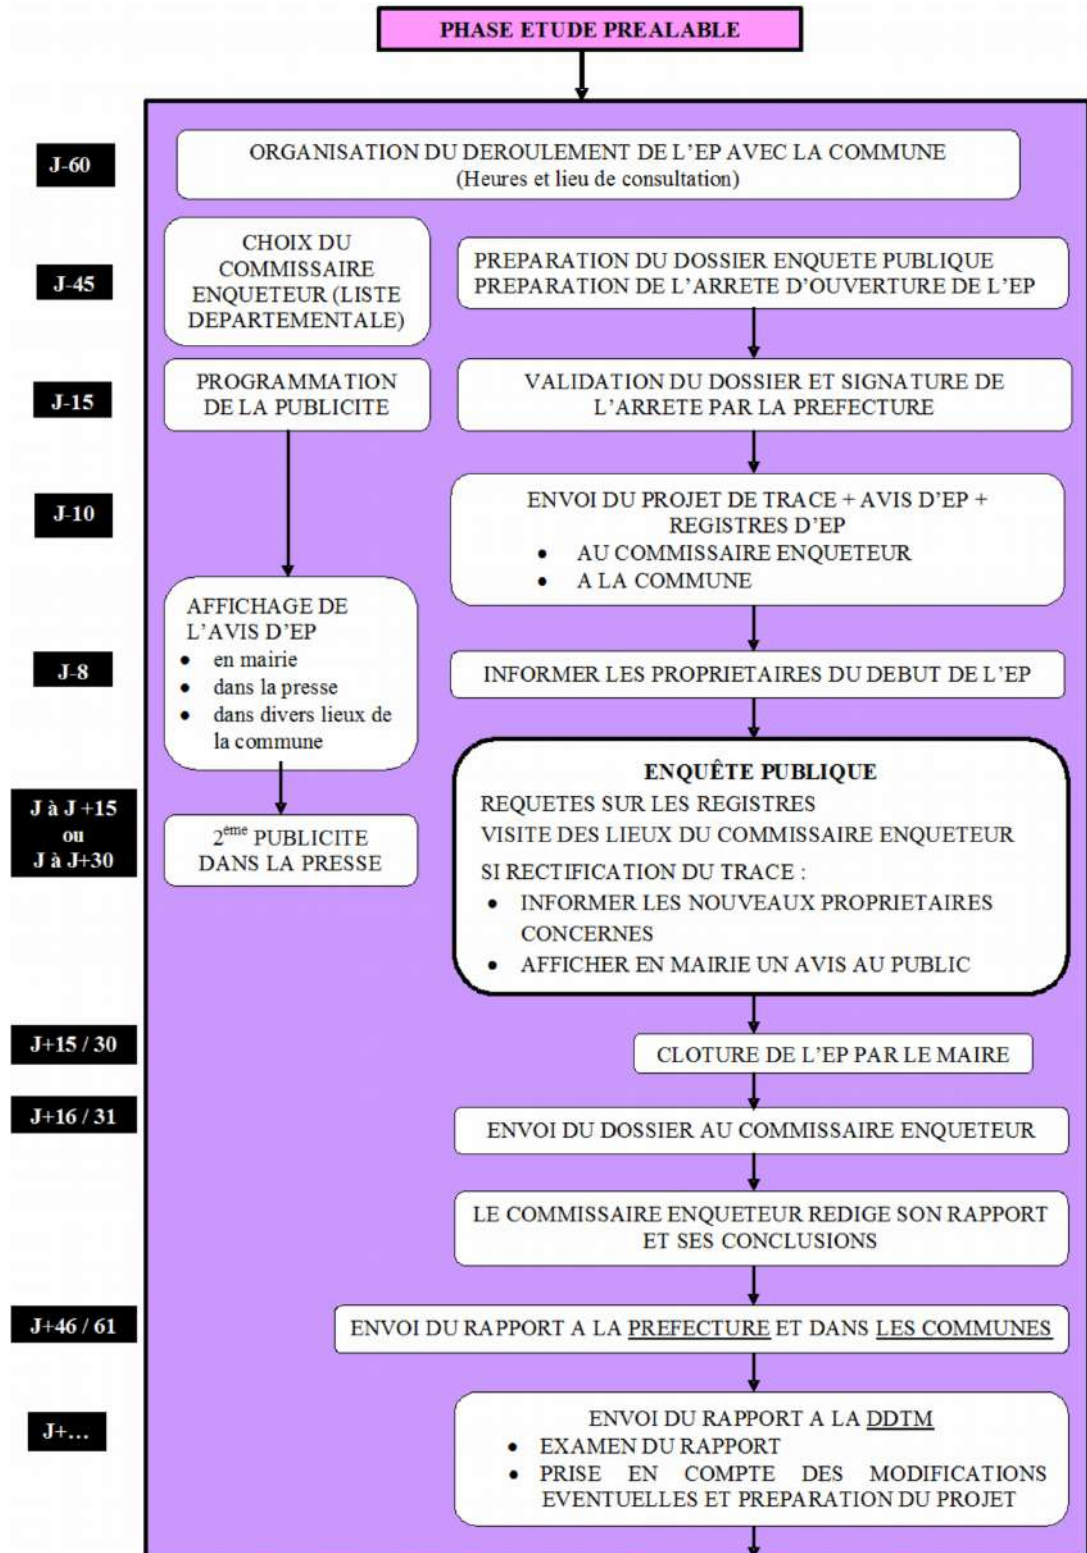 PHASE ETUDE PREALABLE
J-60
ORGANISATION DU DEROULEMENT DE L’EP AVEC LA COMMUNE
(Heures et lieu de consultation)
J-45
CHOIX DU
COMMISSAIRE
ENQUETEUR (LISTE
DEPARTEMENTALE)
PREPARATION DU DOSSIER ENQUETE PUBLIQUE
PREPARATION DE L’ARRETE D’OUVERTURE DE L’EP
J-15
PROGRAMMATION
DE LA PUBLICITE
VALIDATION DU DOSSIER ET SIGNATURE DE
L’ARRETE PAR LA PREFECTURE
J-10
ENVOI DU PROJET DE TRACE + AVIS D’EP +
REGISTRES D’EP
• AU COMMISSAIRE ENQUETEUR
• A LA COMMUNE
J-8
AFFICHAGE DE
L’AVIS D’EP
• en mairie
• dans la presse
• dans divers lieux de
la commune
INFORMER LES PROPRIETAIRES DU DEBUT DE L’EP
J à J +15
ou
J à J+30
2ème PUBLICITE
DANS LA PRESSE
ENQUÊTE PUBLIQUE
REQUETES SUR LES REGISTRES
VISITE DES LIEUX DU COMMISSAIRE ENQUETEUR
SI RECTIFICATION DU TRACE :
• INFORMER LES NOUVEAUX PROPRIETAIRES
CONCERNES
• AFFICHER EN MAIRIE UN AVIS AU PUBLIC
J+15 / 30
CLOTURE DE L’EP PAR LE MAIRE
J+16 / 31
ENVOI DU DOSSIER AU COMMISSAIRE ENQUETEUR
LE COMMISSAIRE ENQUETEUR REDIGE SON RAPPORT
ET SES CONCLUSIONS
J+46 / 61
ENVOI DU RAPPORT A LA PREFECTURE ET DANS LES COMMUNES
J+…
ENVOI DU RAPPORT A LA DDTM
• EXAMEN DU RAPPORT
• PRISE EN COMPTE DES MODIFICATIONS
EVENTUELLES ET PREPARATION DU PROJET